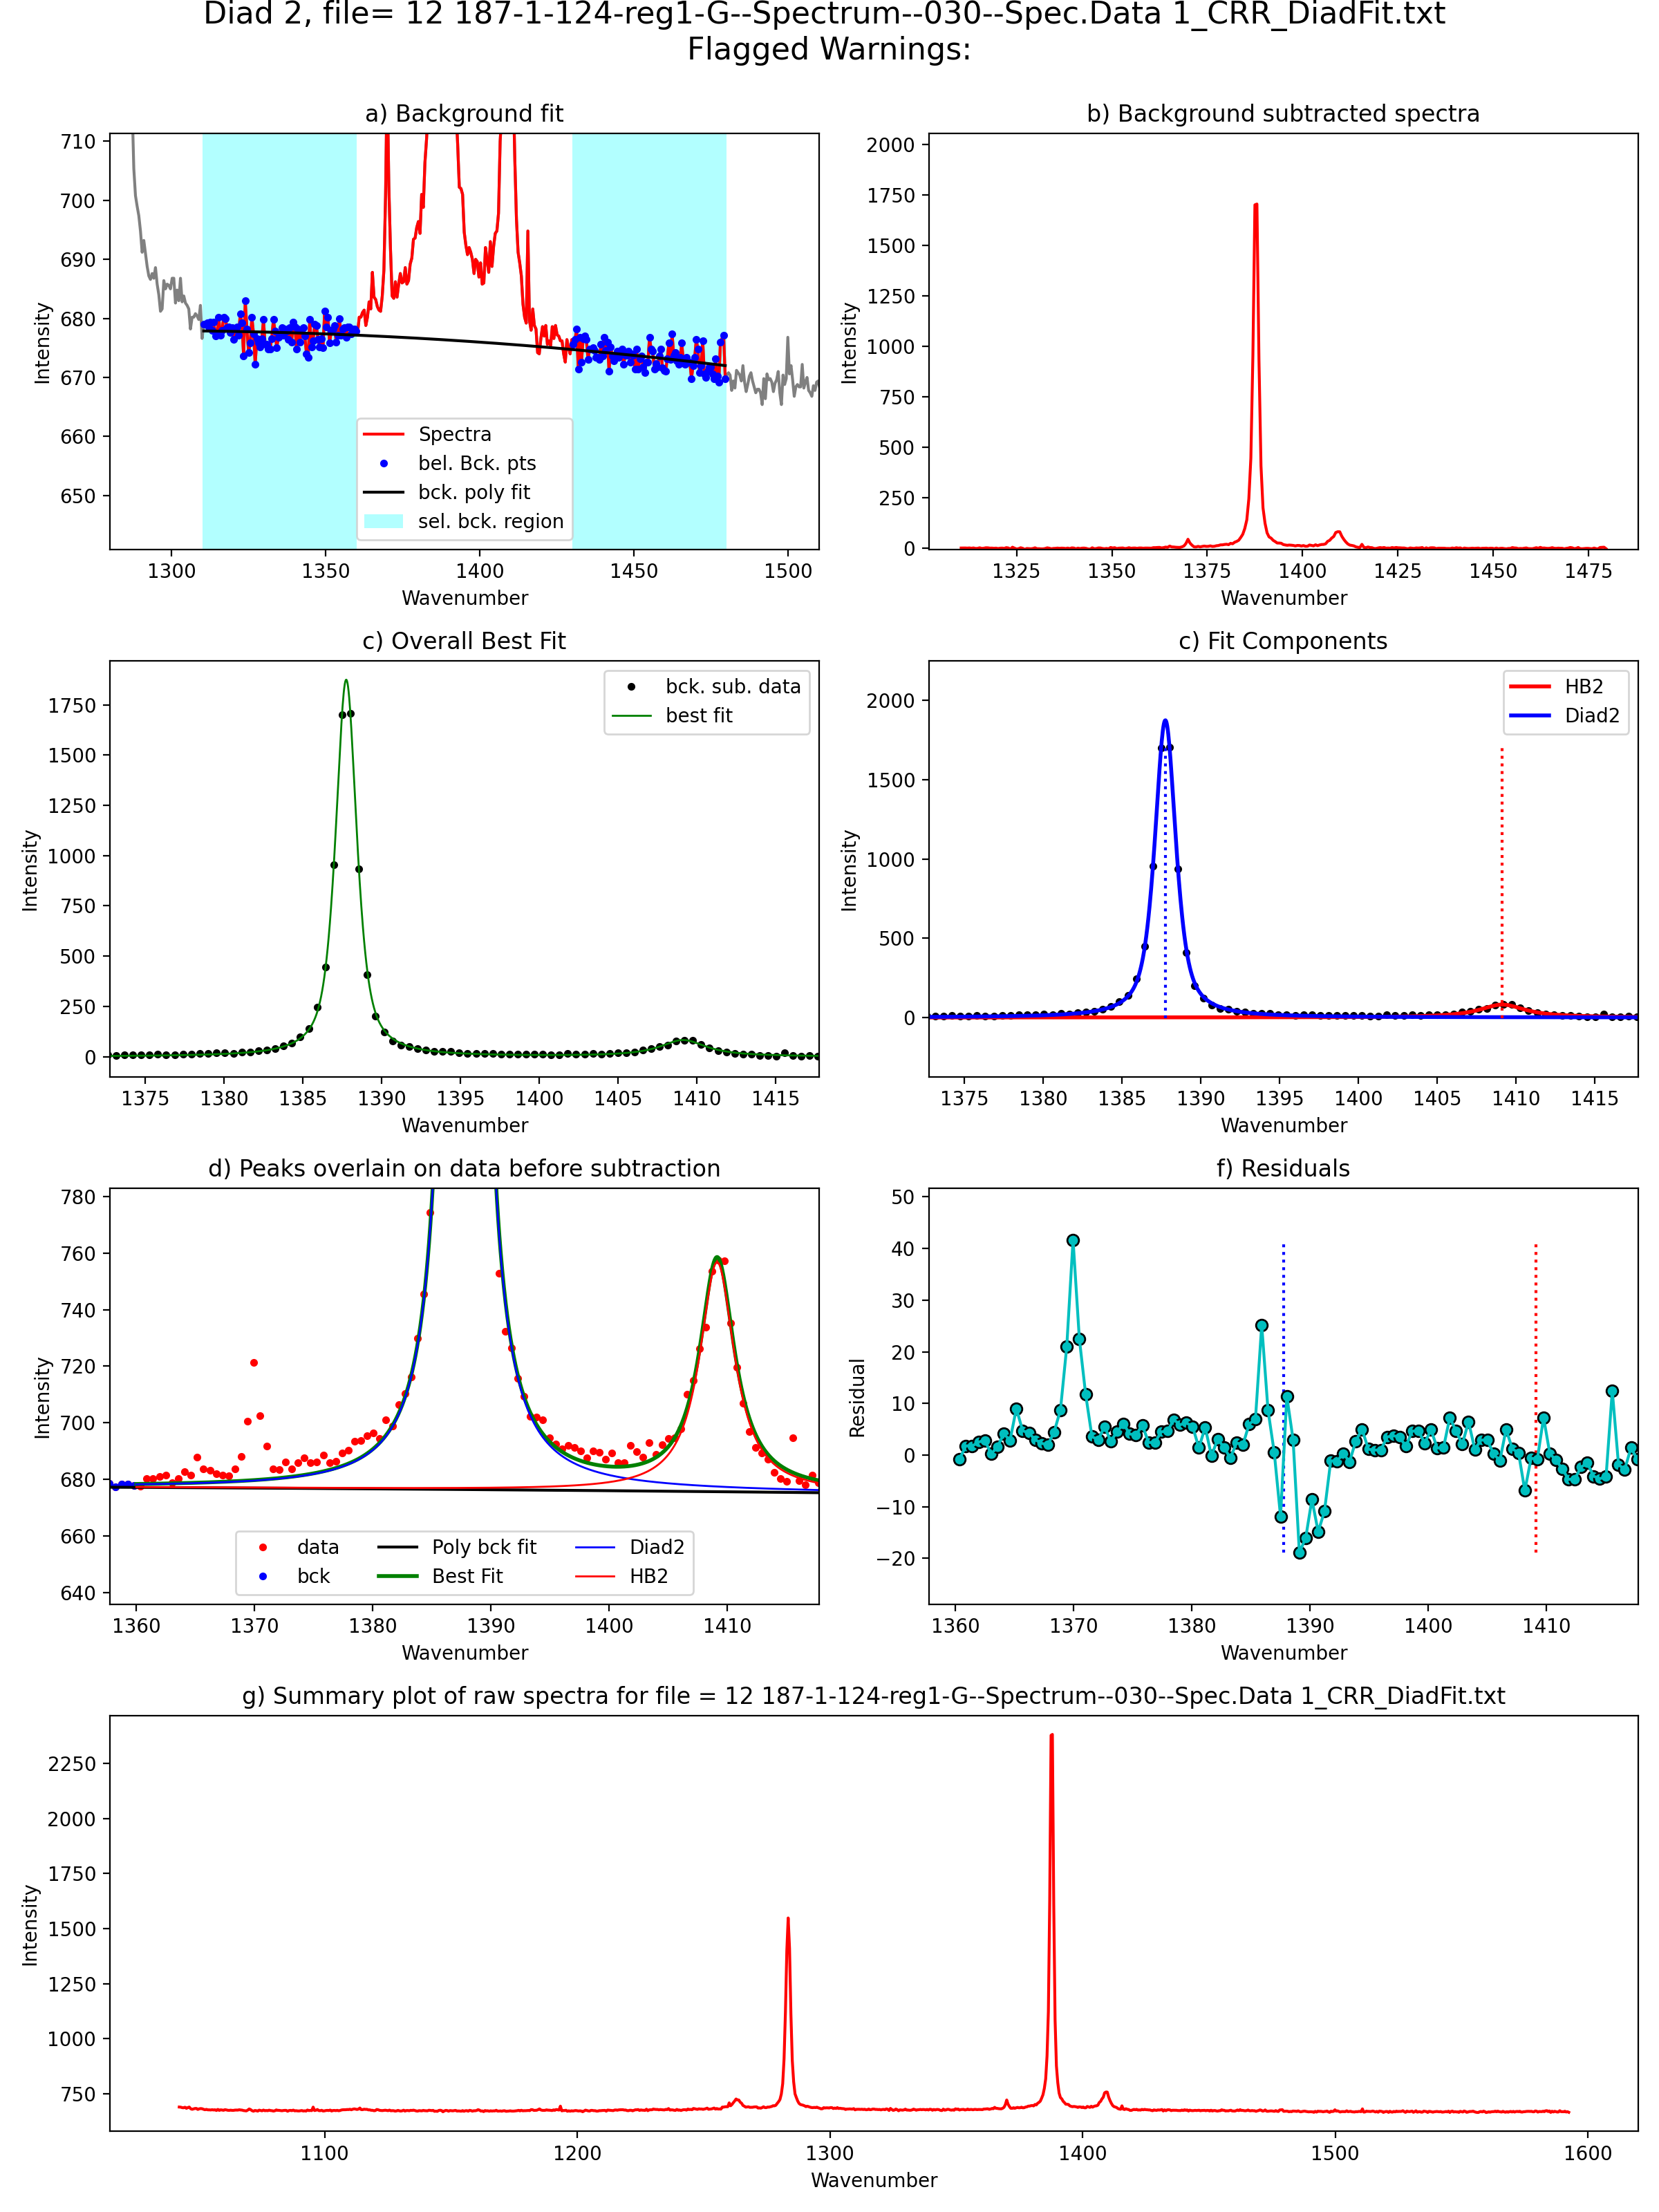 Diad 2, file= 12 187-1-124-reg1-G--Spectrum--030--Spec.Data 1_CRR_DiadFit.txt
Flagged Warnings:
a) Background fit
710
700
690
680
670
660
650
Intensity
Spectra
bel. Bck. pts
bck. poly fit
sel. bck. region
1300 1350 1400 1450 1500
Wavenumber
b) Background subtracted spectra
2000
1750
1500
1250
1000
750
500
250
0
Intensity
1325 1350 1375 1400 1425 1450 1475
Wavenumber
c) Overall Best Fit
1750
1500
1250
1000
750
500
250
0
Intensity
bck. sub. data
best fit
1375 1380 1385 1390 1395 1400 1405 1410 1415
Wavenumber
c) Fit Components
2000
1500
1000
500
0
Intensity
HB2
Diad2
1375 1380 1385 1390 1395 1400 1405 1410 1415
Wavenumber
d) Peaks overlain on data before subtraction
780
760
740
720
700
680
660
640
Intensity
data
bck
Poly bck fit
Best Fit
Diad2
HB2
1360 1370 1380 1390 1400 1410
Wavenumber
f) Residuals
50
40
30
20
10
0
−10
−20
Residual
1360 1370 1380 1390 1400 1410
Wavenumber
g) Summary plot of raw spectra for file = 12 187-1-124-reg1-G--Spectrum--030--Spec.Data 1_CRR_DiadFit.txt
2250
2000
1750
1500
1250
1000
750
Intensity
1100 1200 1300 1400 1500 1600
Wavenumber